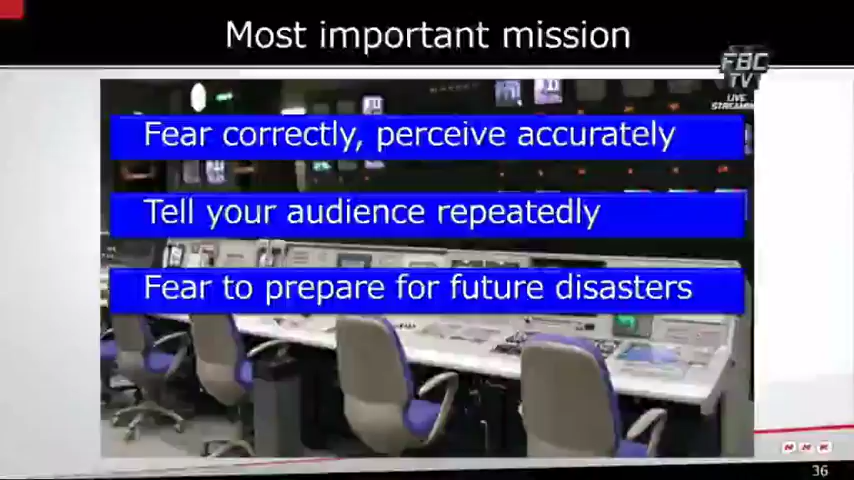 Most important mission
FBC
TV
LIVE
STREAMING
Fear correctly, perceive accurately
Tell your audience repeatedly
Fear to prepare for future disasters
NHK
36